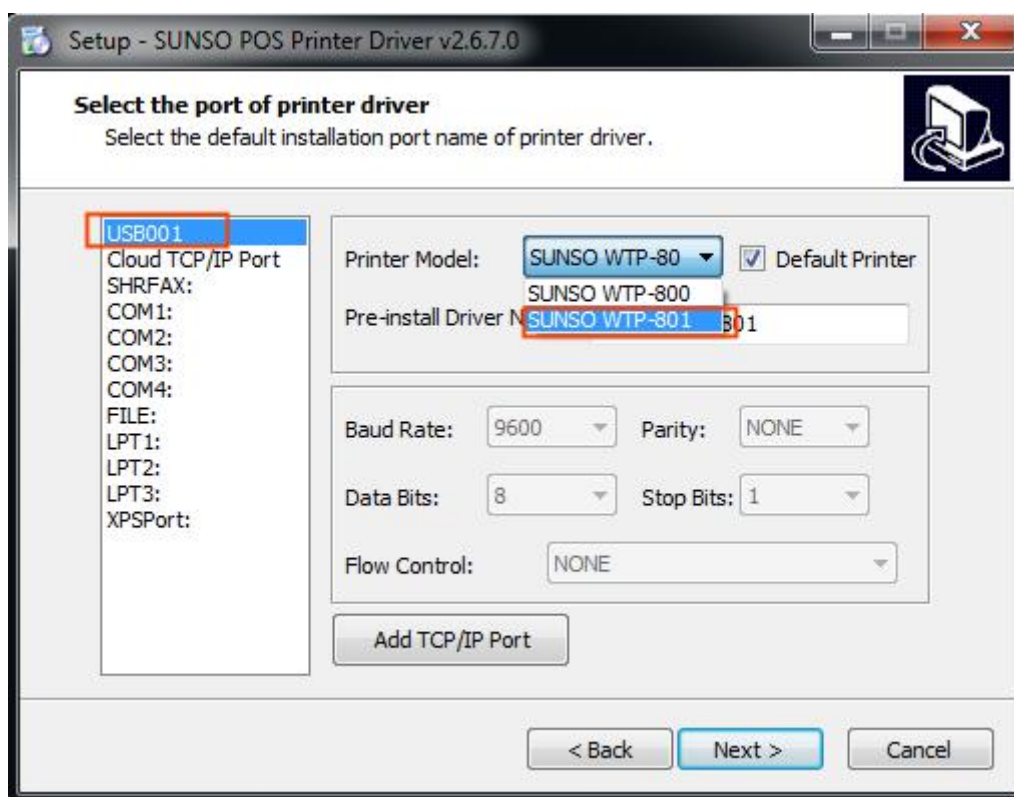 Setup - SUNSO POS Printer Driver v2.6.7.0
Select the port of printer driver
Select the default installation port name of printer driver.
USB001
Cloud TCP/IP Port
SHRFAX:
COM1:
COM2:
COM3:
COM4:
FILE:
LPT1:
LPT2:
LPT3:
XPSPort:
Printer Model: SUNSO WTP-80 Default Printer
SUNSO WTP-800
SUNSO WTP-801
Pre-install Driver N 801
Baud Rate: 9600 Parity: NONE
Data Bits: 8 Stop Bits: 1
Flow Control: NONE
Add TCP/IP Port
< Back Next > Cancel